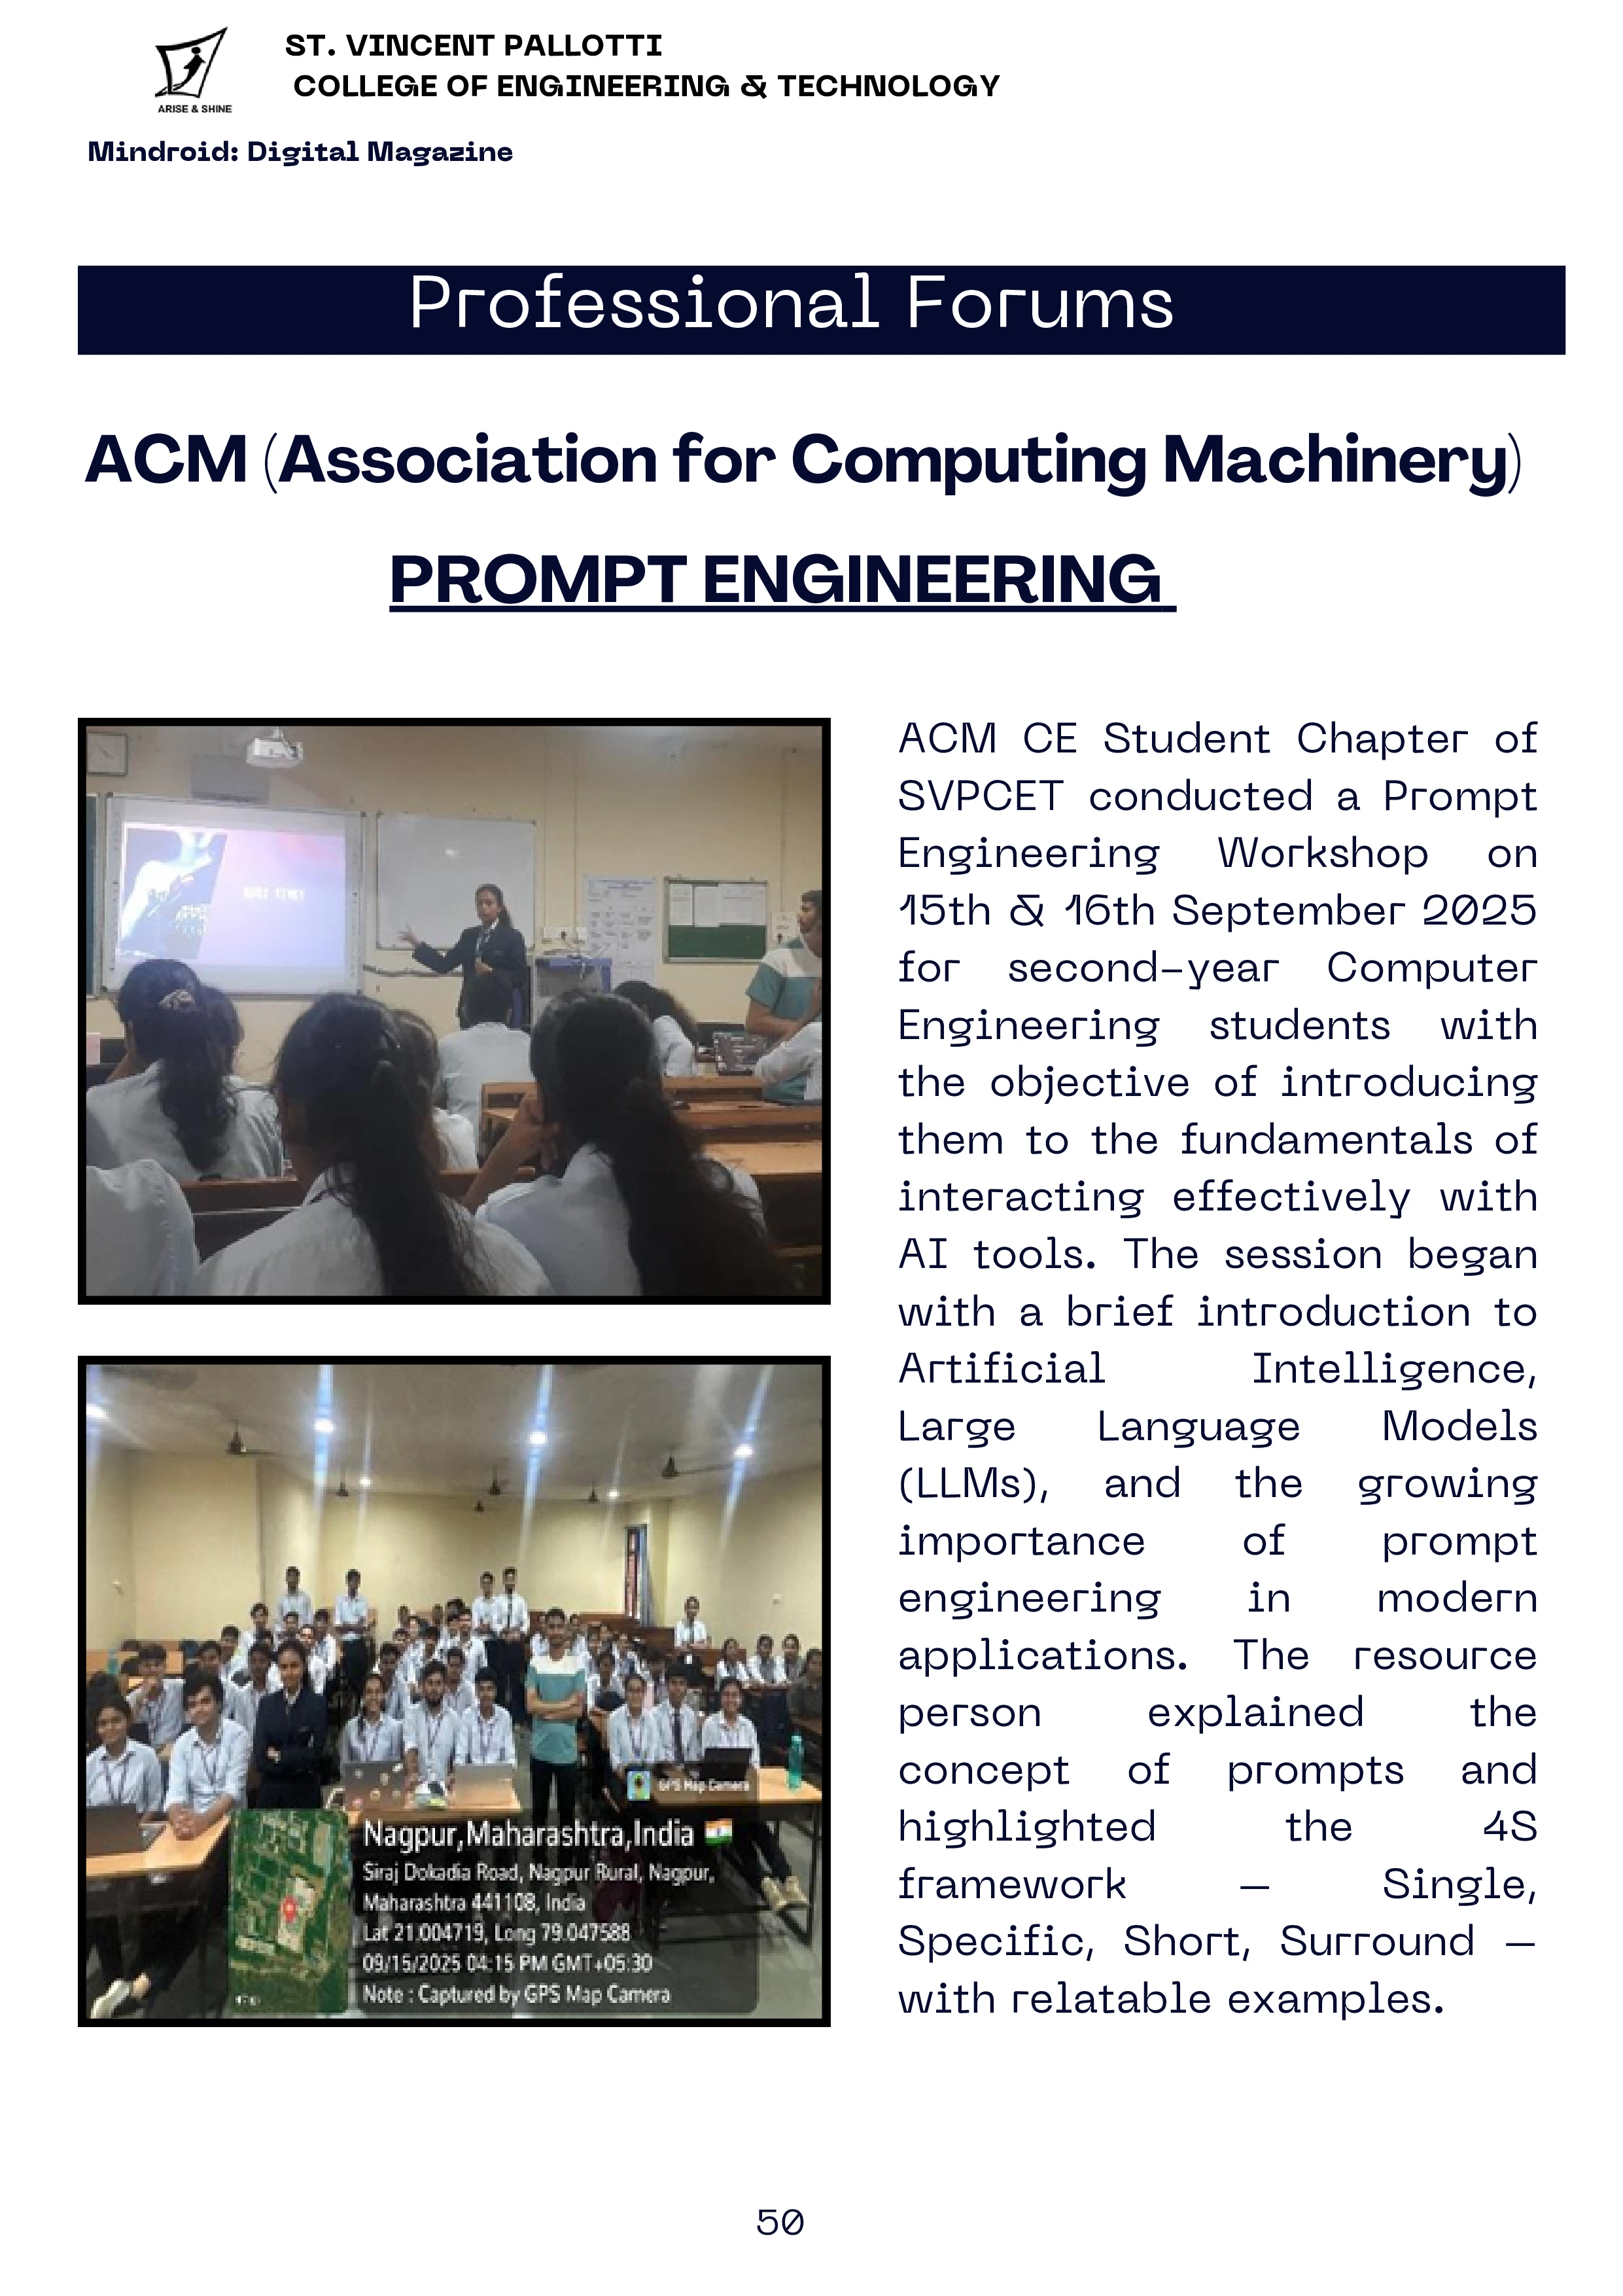 ARISE & SHINE
ST. VINCENT PALLOTTI
COLLEGE OF ENGINEERING & TECHNOLOGY
Mindroid: Digital Magazine
Professional Forums
ACM (Association for Computing Machinery)
PROMPT ENGINEERING
QUIZ TIME!
GPS Map Camera
Nagpur,Maharashtra,India
Siraj Dokadia Road, Nagpur Rural, Nagpur,
Maharashtra 441108, India
Lat 21.004719, Long 79.047588
09/15/2025 04:15 PM GMT+05:30
Note : Captured by GPS Map Camera
ACM CE Student Chapter of
SVPCET conducted a Prompt
Engineering Workshop on
15th & 16th September 2025
for second-year Computer
Engineering students with
the objective of introducing
them to the fundamentals of
interacting effectively with
AI tools. The session began
with a brief introduction to
Artificial Intelligence,
Large Language Models
(LLMs), and the growing
importance of prompt
engineering in modern
applications. The resource
person explained the
concept of prompts and
highlighted the 4S
framework – Single,
Specific, Short, Surround –
with relatable examples.
50